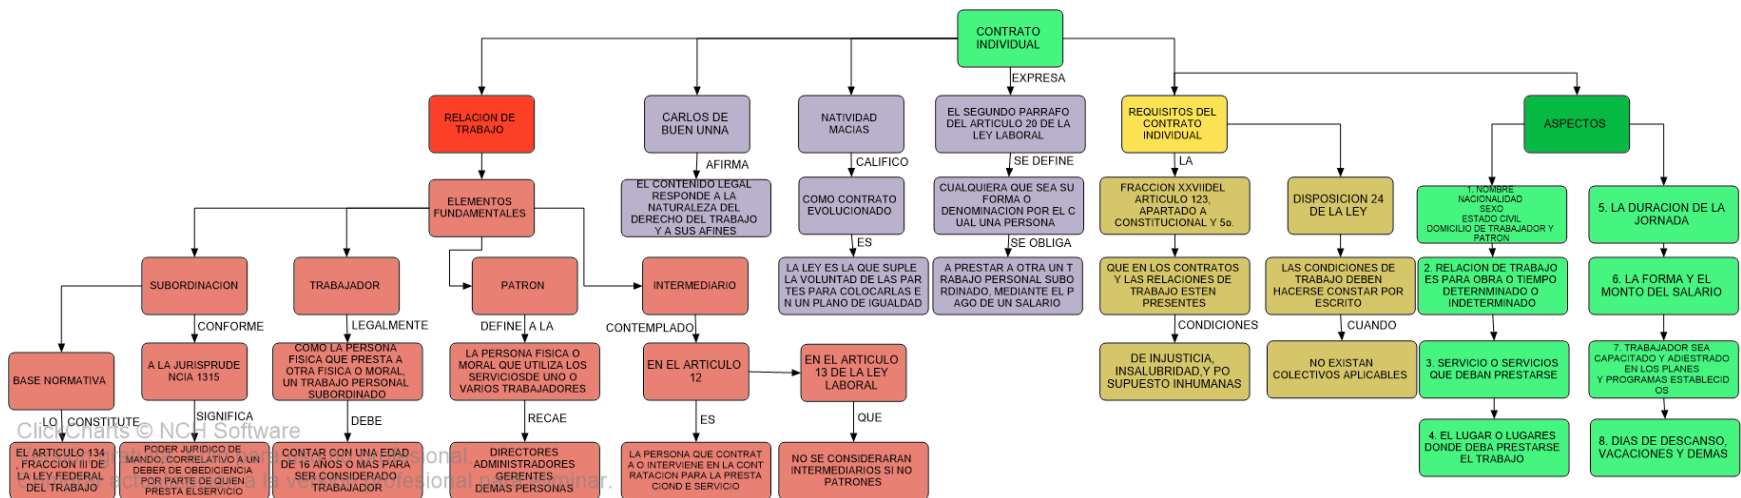 CONTRATO
INDIVIDUAL
EXPRESA
RELACION DE
TRABAJO
CARLOS DE
BUEN UNNA
NATIVIDAD
MACIAS
EL SEGUNDO PARRAFO
DEL ARTICULO 20 DE LA
LEY LABORAL
REQUISITOS DEL
CONTRATO
INDIVIDUAL
ASPECTOS
AFIRMA
CALIFICO
SE DEFINE
LA
ELEMENTOS
FUNDAMENTALES
EL CONTENIDO LEGAL
RESPONDE A LA
NATURALEZA DEL
DERECHO DEL TRABAJO
Y A SUS AFINES
COMO CONTRATO
EVOLUCIONADO
CUALQUIERA QUE SEA SU
FORMA O
DENOMINACION POR EL C
UAL UNA PERSONA
FRACCION XXVIIDEL
ARTICULO 123,
APARTADO A
CONSTITUCIONAL Y 5o.
DISPOSICION 24
DE LA LEY
1. NOMBRE
NACIONALIDAD
SEXO
ESTADO CIVIL
DOMICILIO DE TRABAJADOR Y
PATRON
5. LA DURACION DE LA
JORNADA
ES
SE OBLIGA
SUBORDINACION
TRABAJADOR
PATRON
INTERMEDIARIO
LA LEY ES LA QUE SUPLE
LA VOLUNTAD DE LAS PAR
TES PARA COLOCARLAS E
N UN PLANO DE IGUALDAD
A PRESTAR A OTRA UN T
RABAJO PERSONAL SUBO
RDINADO, MEDIANTE EL P
AGO DE UN SALARIO
QUE EN LOS CONTRATOS
Y LAS RELACIONES DE
TRABAJO ESTEN
PRESENTES
LAS CONDICIONES DE
TRABAJO DEBEN
HACERSE CONSTAR POR
ESCRITO
2. RELACION DE TRABAJO
ES PARA OBRA O TIEMPO
DETERNMINADO O
INDETERMINADO
6. LA FORMA Y EL
MONTO DEL SALARIO
CONFORME
LEGALMENTE
DEFINE A LA
CONTEMPLADO
CONDICIONES
CUANDO
BASE NORMATIVA
A LA JURISPRUDE
NCIA 1315
COMO LA PERSONA
FISICA QUE PRESTA A
OTRA FISICA O MORAL,
UN TRABAJO PERSONAL
SUBORDINADO
LA PERSONA FISICA O
MORAL QUE UTILIZA LOS
SERVICIOSDE UNO O
VARIOS TRABAJADORES
EN EL ARTICULO
12
EN EL ARTICULO
13 DE LA LEY
LABORAL
DE INJUSTICIA,
INSALUBRIDAD,Y PO
SUPUESTO INHUMANAS
NO EXISTAN
COLECTIVOS APLICABLES
3. SERVICIO O SERVICIOS
QUE DEBAN PRESTARSE
7. TRABAJADOR SEA
CAPACITADO Y ADIESTRADO
EN LOS PLANES
Y PROGRAMAS ESTABLECID
OS
LO CONSTITUTE
SIGNIFICA
DEBE
RECAE
ES
QUE
ClickCharts © NCH Software
EL ARTICULO 134
FRACCION III DE
LA LEY FEDERAL
DEL TRABAJO
PODER JURIDICO DE
MANDO, CORRELATIVO A UN
DEBER DE OBEDICIENCIA
POR PARTE DE QUIEN
PRESTA ELSERVICIO
CONTAR CON UNA EDAD
DE 16 AÑOS O MAS PARA
SER CONSIDERADO
TRABAJADOR
DIRECTORES
ADMINISTRADORES
GERENTES
DEMAS PERSONAS
LA PERSONA QUE CONTRAT
A O INTERVIENE EN LA CONT
RATACION PARA LA PRESTA
CIOND E SERVICIO
NO SE CONSIDERARAN
INTERMEDIARIOS SI NO
PATRONES
4. EL LUGAR O LUGARES
DONDE DEBA PRESTARSE
EL TRABAJO
8. DIAS DE DESCANSO,
VACACIONES Y DEMAS